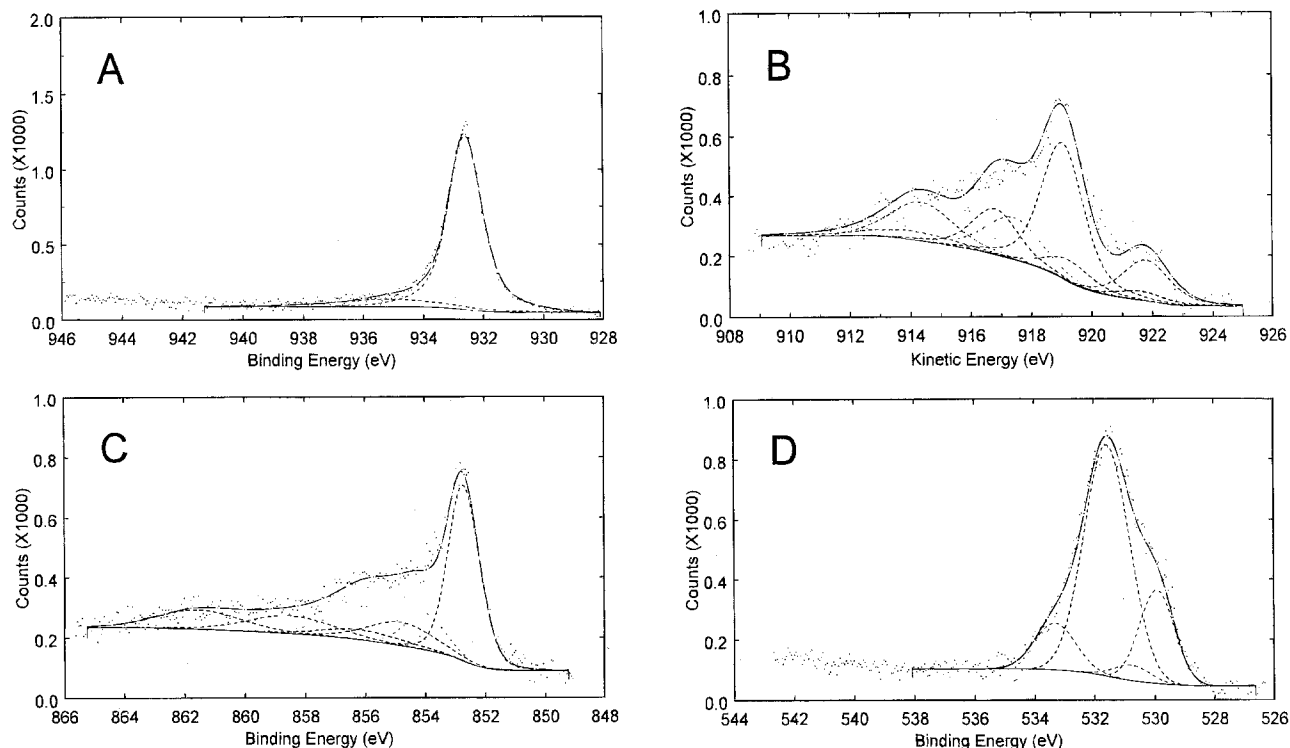 A
2.0
1.5
1.0
0.5
0.0
Counts (X1000)
946 944 942 940 938 936 934 932 930 928
Binding Energy (eV)
B
1.0
0.8
0.6
0.4
0.2
0.0
Counts (X1000)
908 910 912 914 916 918 920 922 924 926
Kinetic Energy (eV)
C
1.0
0.8
0.6
0.4
0.2
0.0
Counts (X1000)
866 864 862 860 858 856 854 852 850 848
Binding Energy (eV)
D
1.0
0.8
0.6
0.4
0.2
0.0
Counts (X1000)
544 542 540 538 536 534 532 530 528 526
Binding Energy (eV)